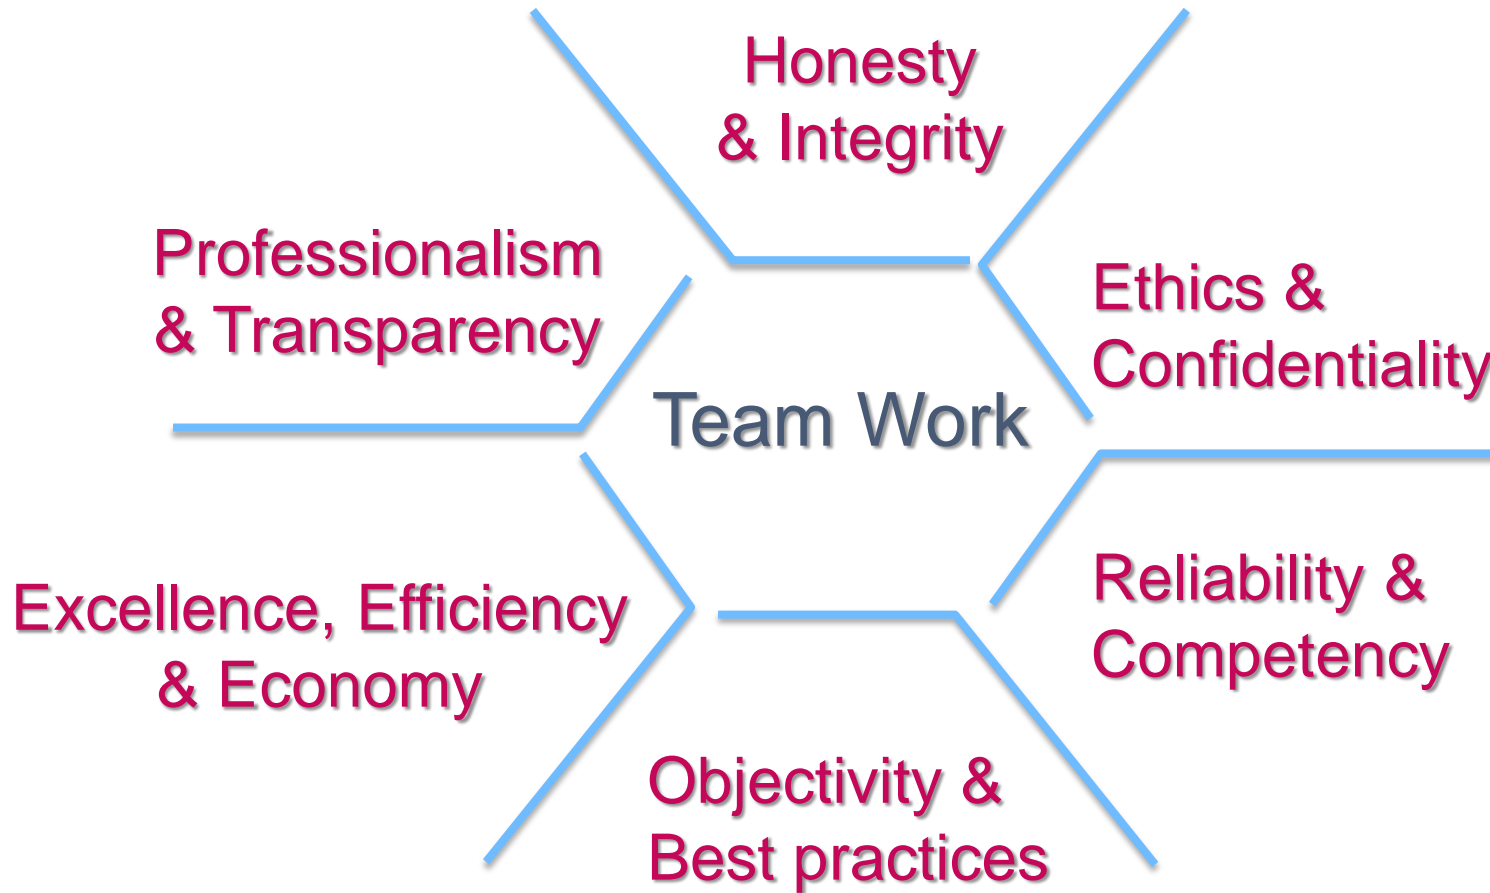 Honesty
& Integrity
Professionalism
& Transparency
Ethics &
Confidentiality
Team Work
Excellence, Efficiency
& Economy
Reliability &
Competency
Objectivity &
Best practices